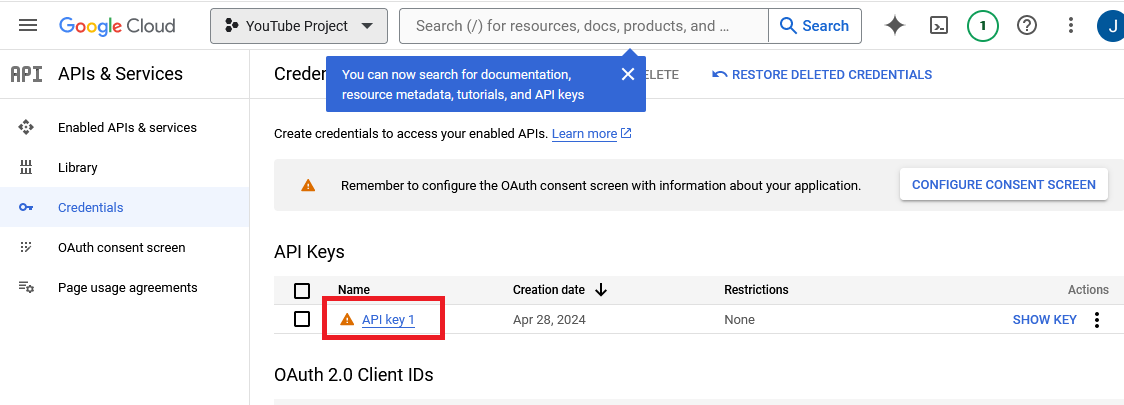 Google Cloud
YouTube Project
Search (/) for resources, docs, products, and ...
Search
1
J
API
APIs & Services
Enabled APIs & services
Library
Credentials
OAuth consent screen
Page usage agreements
Crede
ELETE
RESTORE DELETED CREDENTIALS
You can now search for documentation,
resource metadata, tutorials, and API keys
Create credentials to access your enabled APIs. Learn more
Remember to configure the OAuth consent screen with information about your application.
CONFIGURE CONSENT SCREEN
API Keys
Name Creation date Restrictions Actions
API key 1 Apr 28, 2024 None SHOW KEY
OAuth 2.0 Client IDs